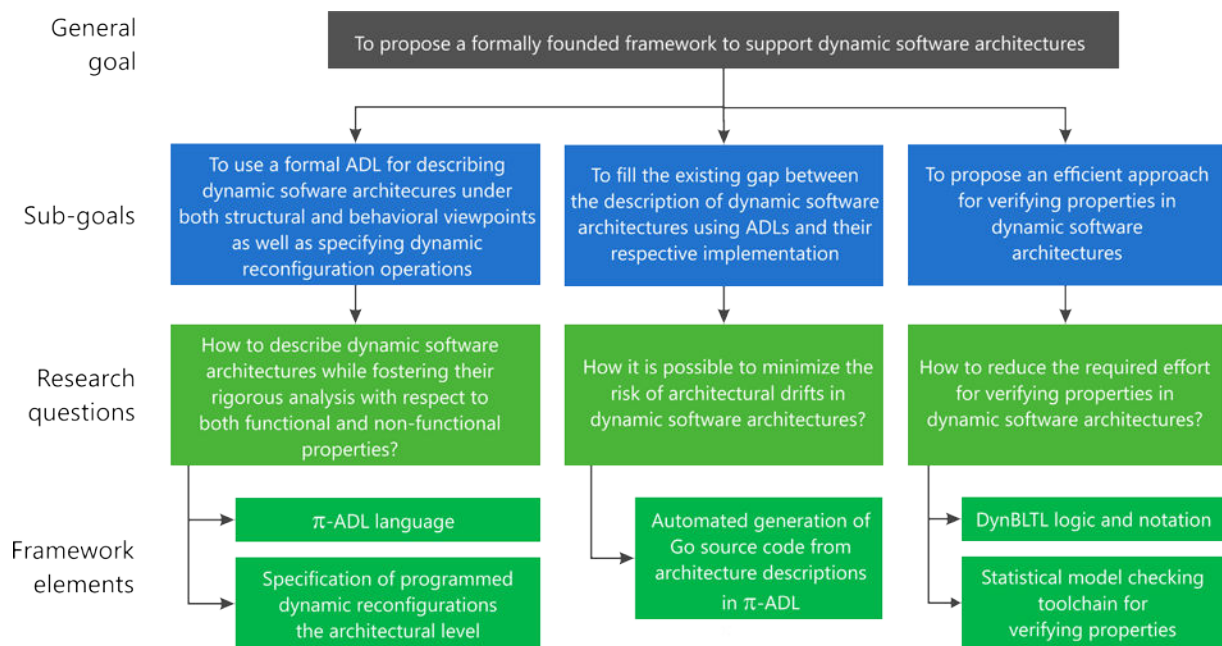 General
goal
To propose a formally founded framework to support dynamic software architectures
Sub-goals
To use a formal ADL for describing
dynamic sofware architecures under
both structural and behavioral viewpoints
as well as specifying dynamic
reconfiguration operations
To fill the existing gap between
the description of dynamic software
architectures using ADLs and their
respective implementation
To propose an efficient approach
for verifying properties in
dynamic software
architectures
Research
questions
How to describe dynamic software
architectures while fostering their
rigorous analysis with respect to
both functional and non-functional
properties?
How it is possible to minimize the
risk of architectural drifts in
dynamic software architectures?
How to reduce the required effort
for verifying properties in
dynamic software architectures?
Framework
elements
π-ADL language
Specification of programmed
dynamic reconfigurations
the architectural level
Automated generation of
Go source code from
architecture descriptions
in π-ADL
DynBLTL logic and notation
Statistical model checking
toolchain for
verifying properties